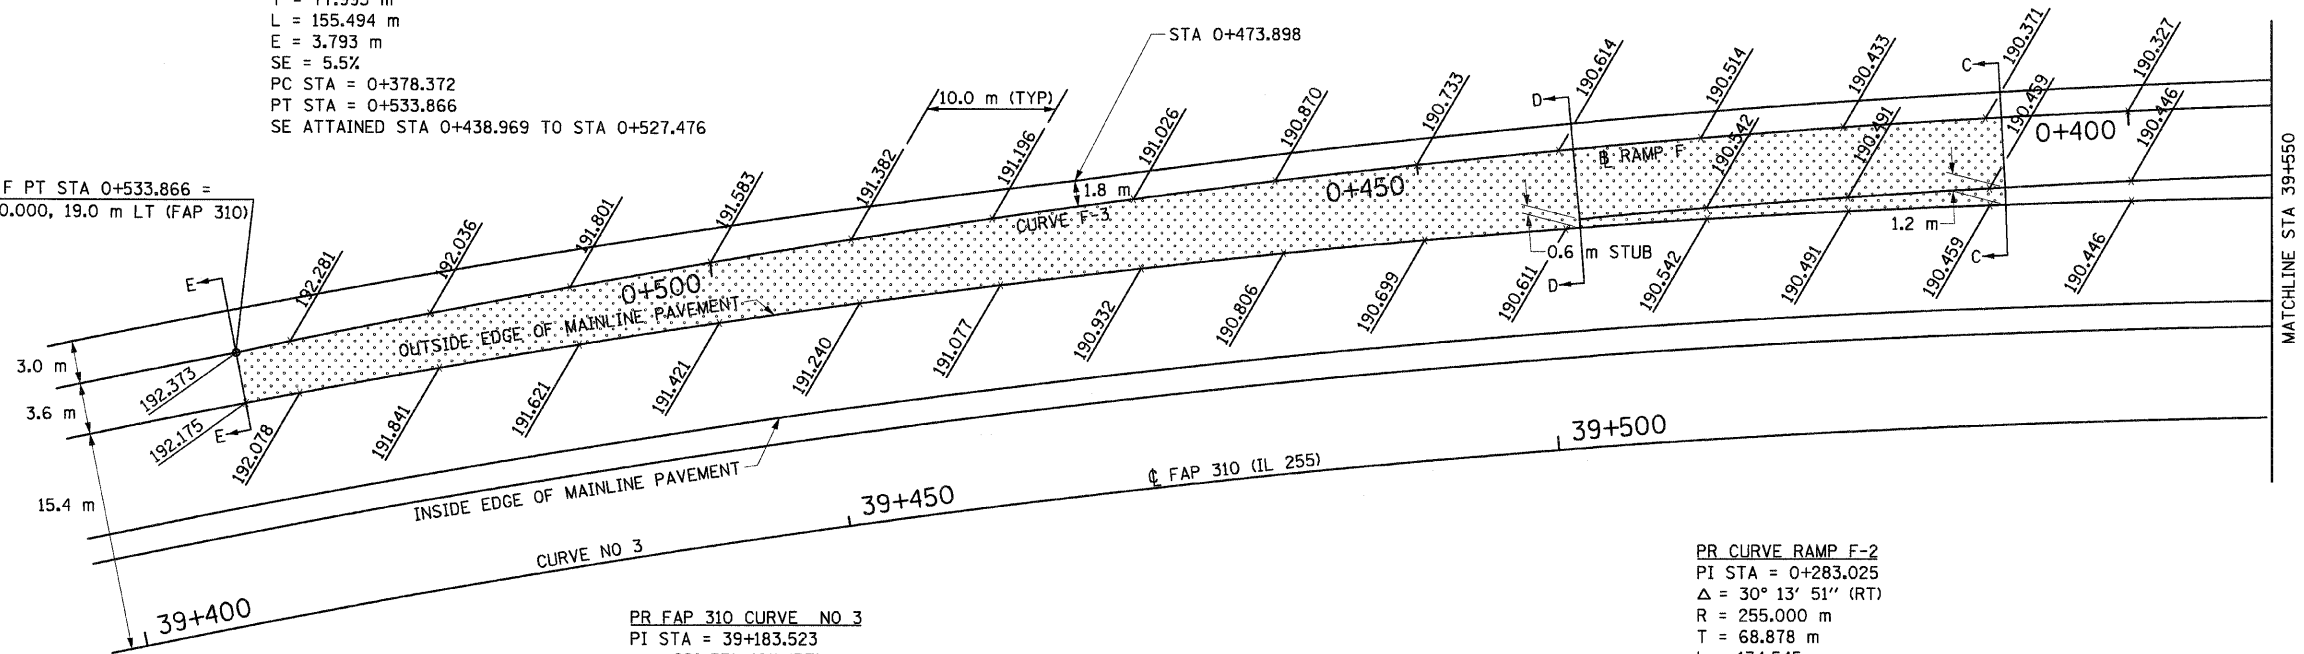 L = 155.494 m
E = 3.793 m
SE = 5.5%
PC STA = 0+378.372
PT STA = 0+533.866
SE ATTAINED STA 0+438.969 TO STA 0+527.476
F PT STA 0+533.866 =
0.000, 19.0 m LT (FAP 310)
STA 0+473.898
10.0 m (TYP)
192.281
192.036
191.801
191.583
191.382
191.196
191.026
190.870
190.733
190.614
190.514
190.433
190.371
190.327
190.542
190.491
190.459
190.446
E
D
C
1.8 m
0+400
0+450
0+500
℄ RAMP F
CURVE F-3
OUTSIDE EDGE OF MAINLINE PAVEMENT
0.6 m STUB
1.2 m
3.0 m
3.6 m
15.4 m
192.373
192.175
E
D
C
192.078
191.841
191.621
191.421
191.240
191.077
190.932
190.806
190.699
190.611
190.542
190.491
190.459
190.446
MATCHLINE STA 39+550
INSIDE EDGE OF MAINLINE PAVEMENT
℄ FAP 310 (IL 255)
39+500
39+450
39+400
CURVE NO 3
PR FAP 310 CURVE NO 3
PI STA = 39+183.523
PR CURVE RAMP F-2
PI STA = 0+283.025
Δ = 30° 13' 51'' (RT)
R = 255.000 m
T = 68.878 m